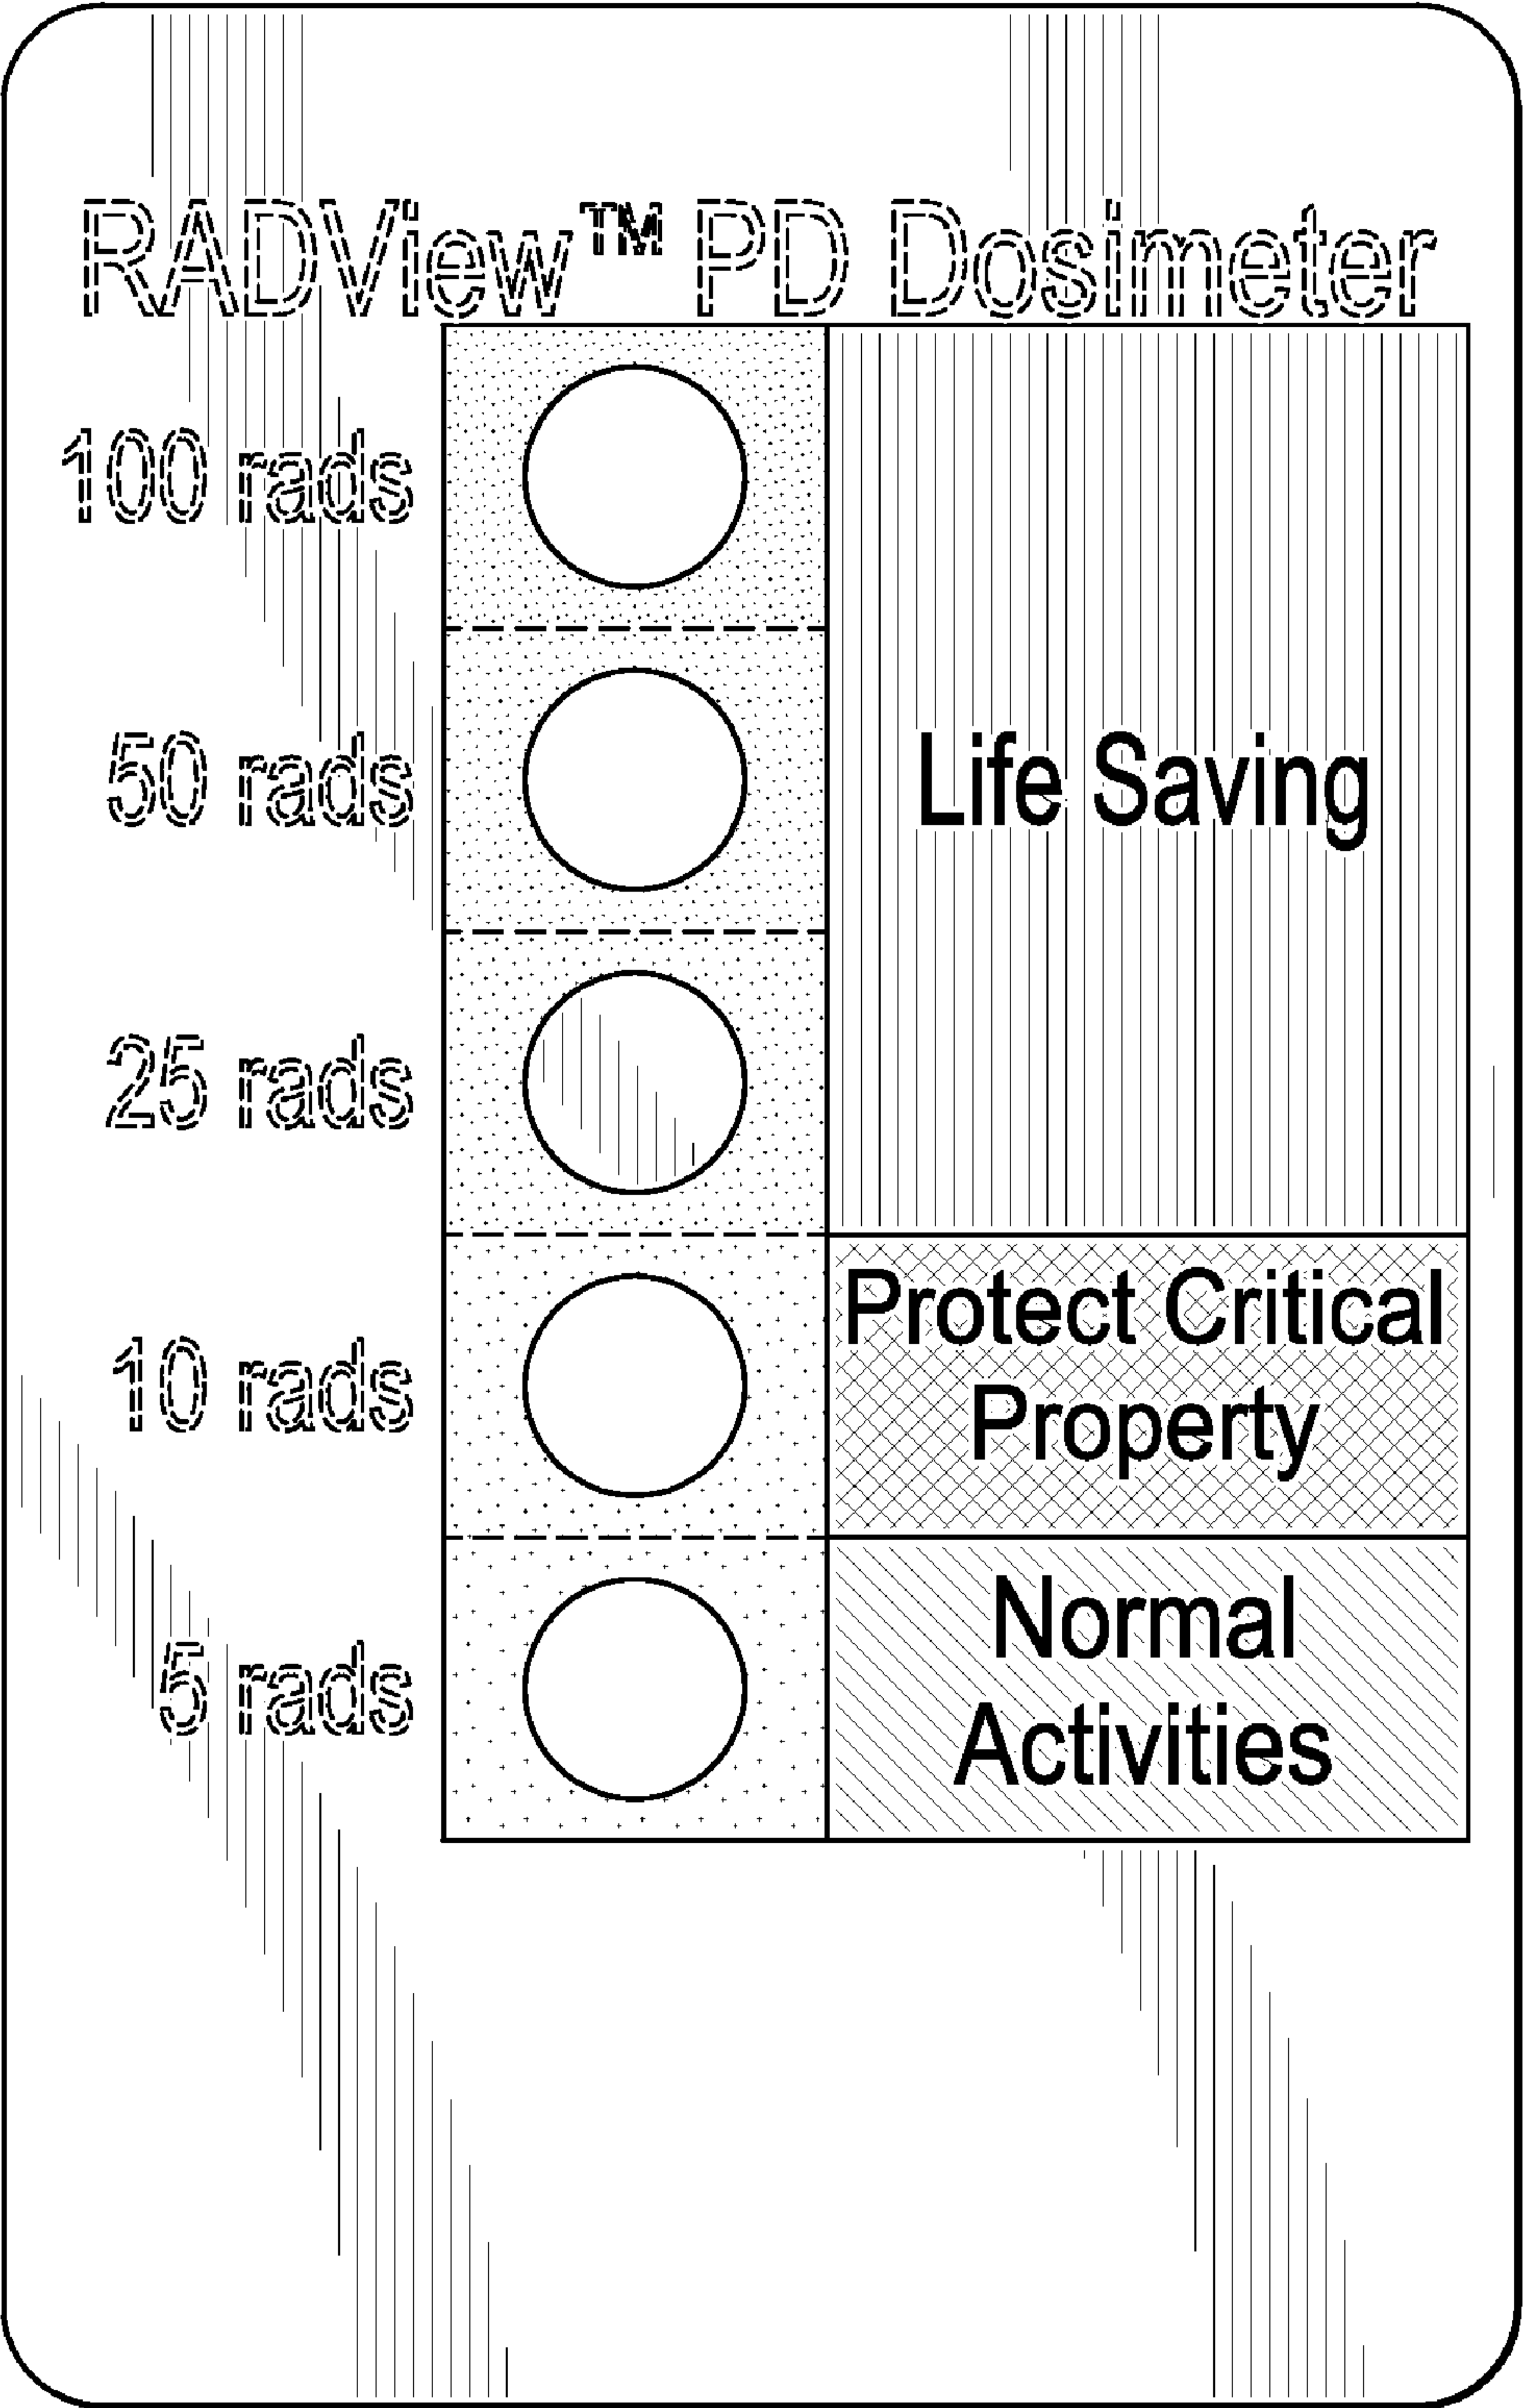 RADView™ PD Dosimeter
100 rads
50 rads
Life Saving
25 rads
10 rads
Protect Critical
Property
5 rads
Normal
Activities